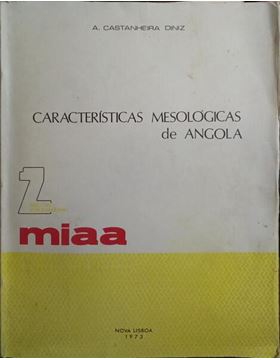 A. CASTANHEIRA DINIZ
CARACTERÍSTICAS MESOLÓGICAS
de ANGOLA
miaa
NOVA LISBOA
1973